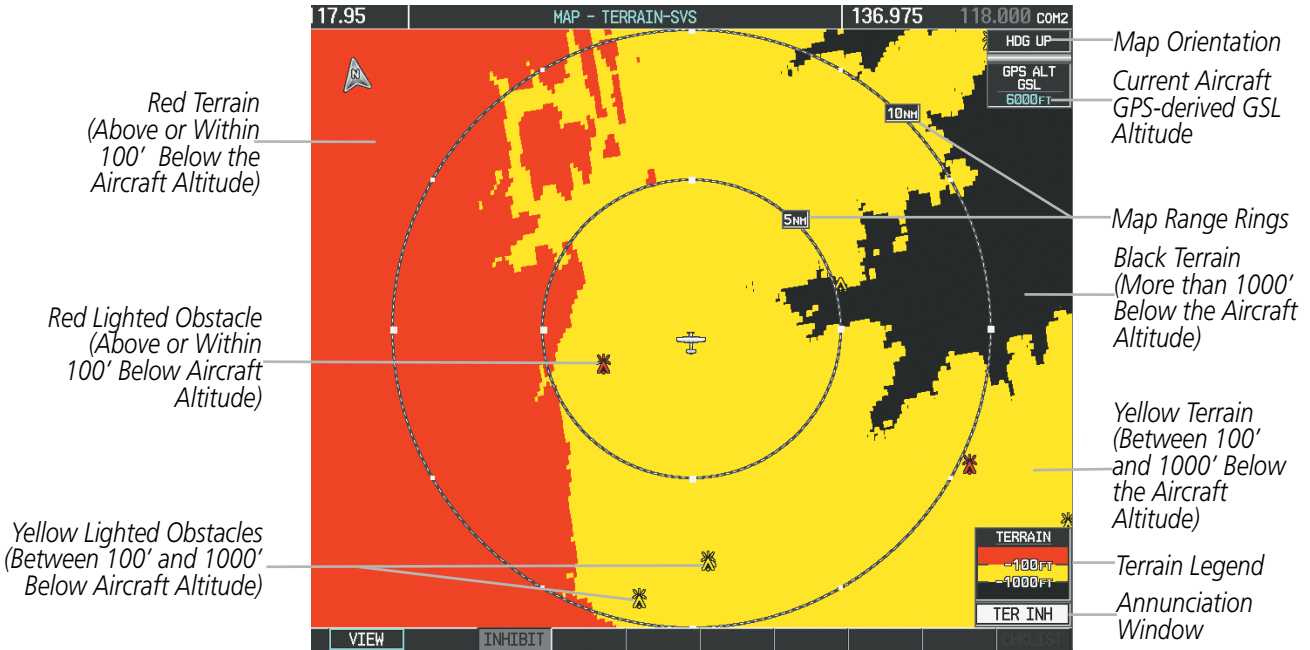 117.95
MAP – TERRAIN–SVS
136.975
118.000 COM2
HDG UP
GPS ALT
GSL
6000FT
N
10NM
5NM
TERRAIN
-100FT
-1000FT
TER INH
VIEW
INHIBIT
CHKLIST
Red Terrain
(Above or Within
100’ Below the
Aircraft Altitude)
Red Lighted Obstacle
(Above or Within
100’ Below Aircraft
Altitude)
Yellow Lighted Obstacles
(Between 100’ and 1000’
Below Aircraft Altitude)
Map Orientation
Current Aircraft
GPS-derived GSL
Altitude
Map Range Rings
Black Terrain
(More than 1000’
Below the Aircraft
Altitude)
Yellow Terrain
(Between 100’
and 1000’ Below
the Aircraft
Altitude)
Terrain Legend
Annunciation
Window